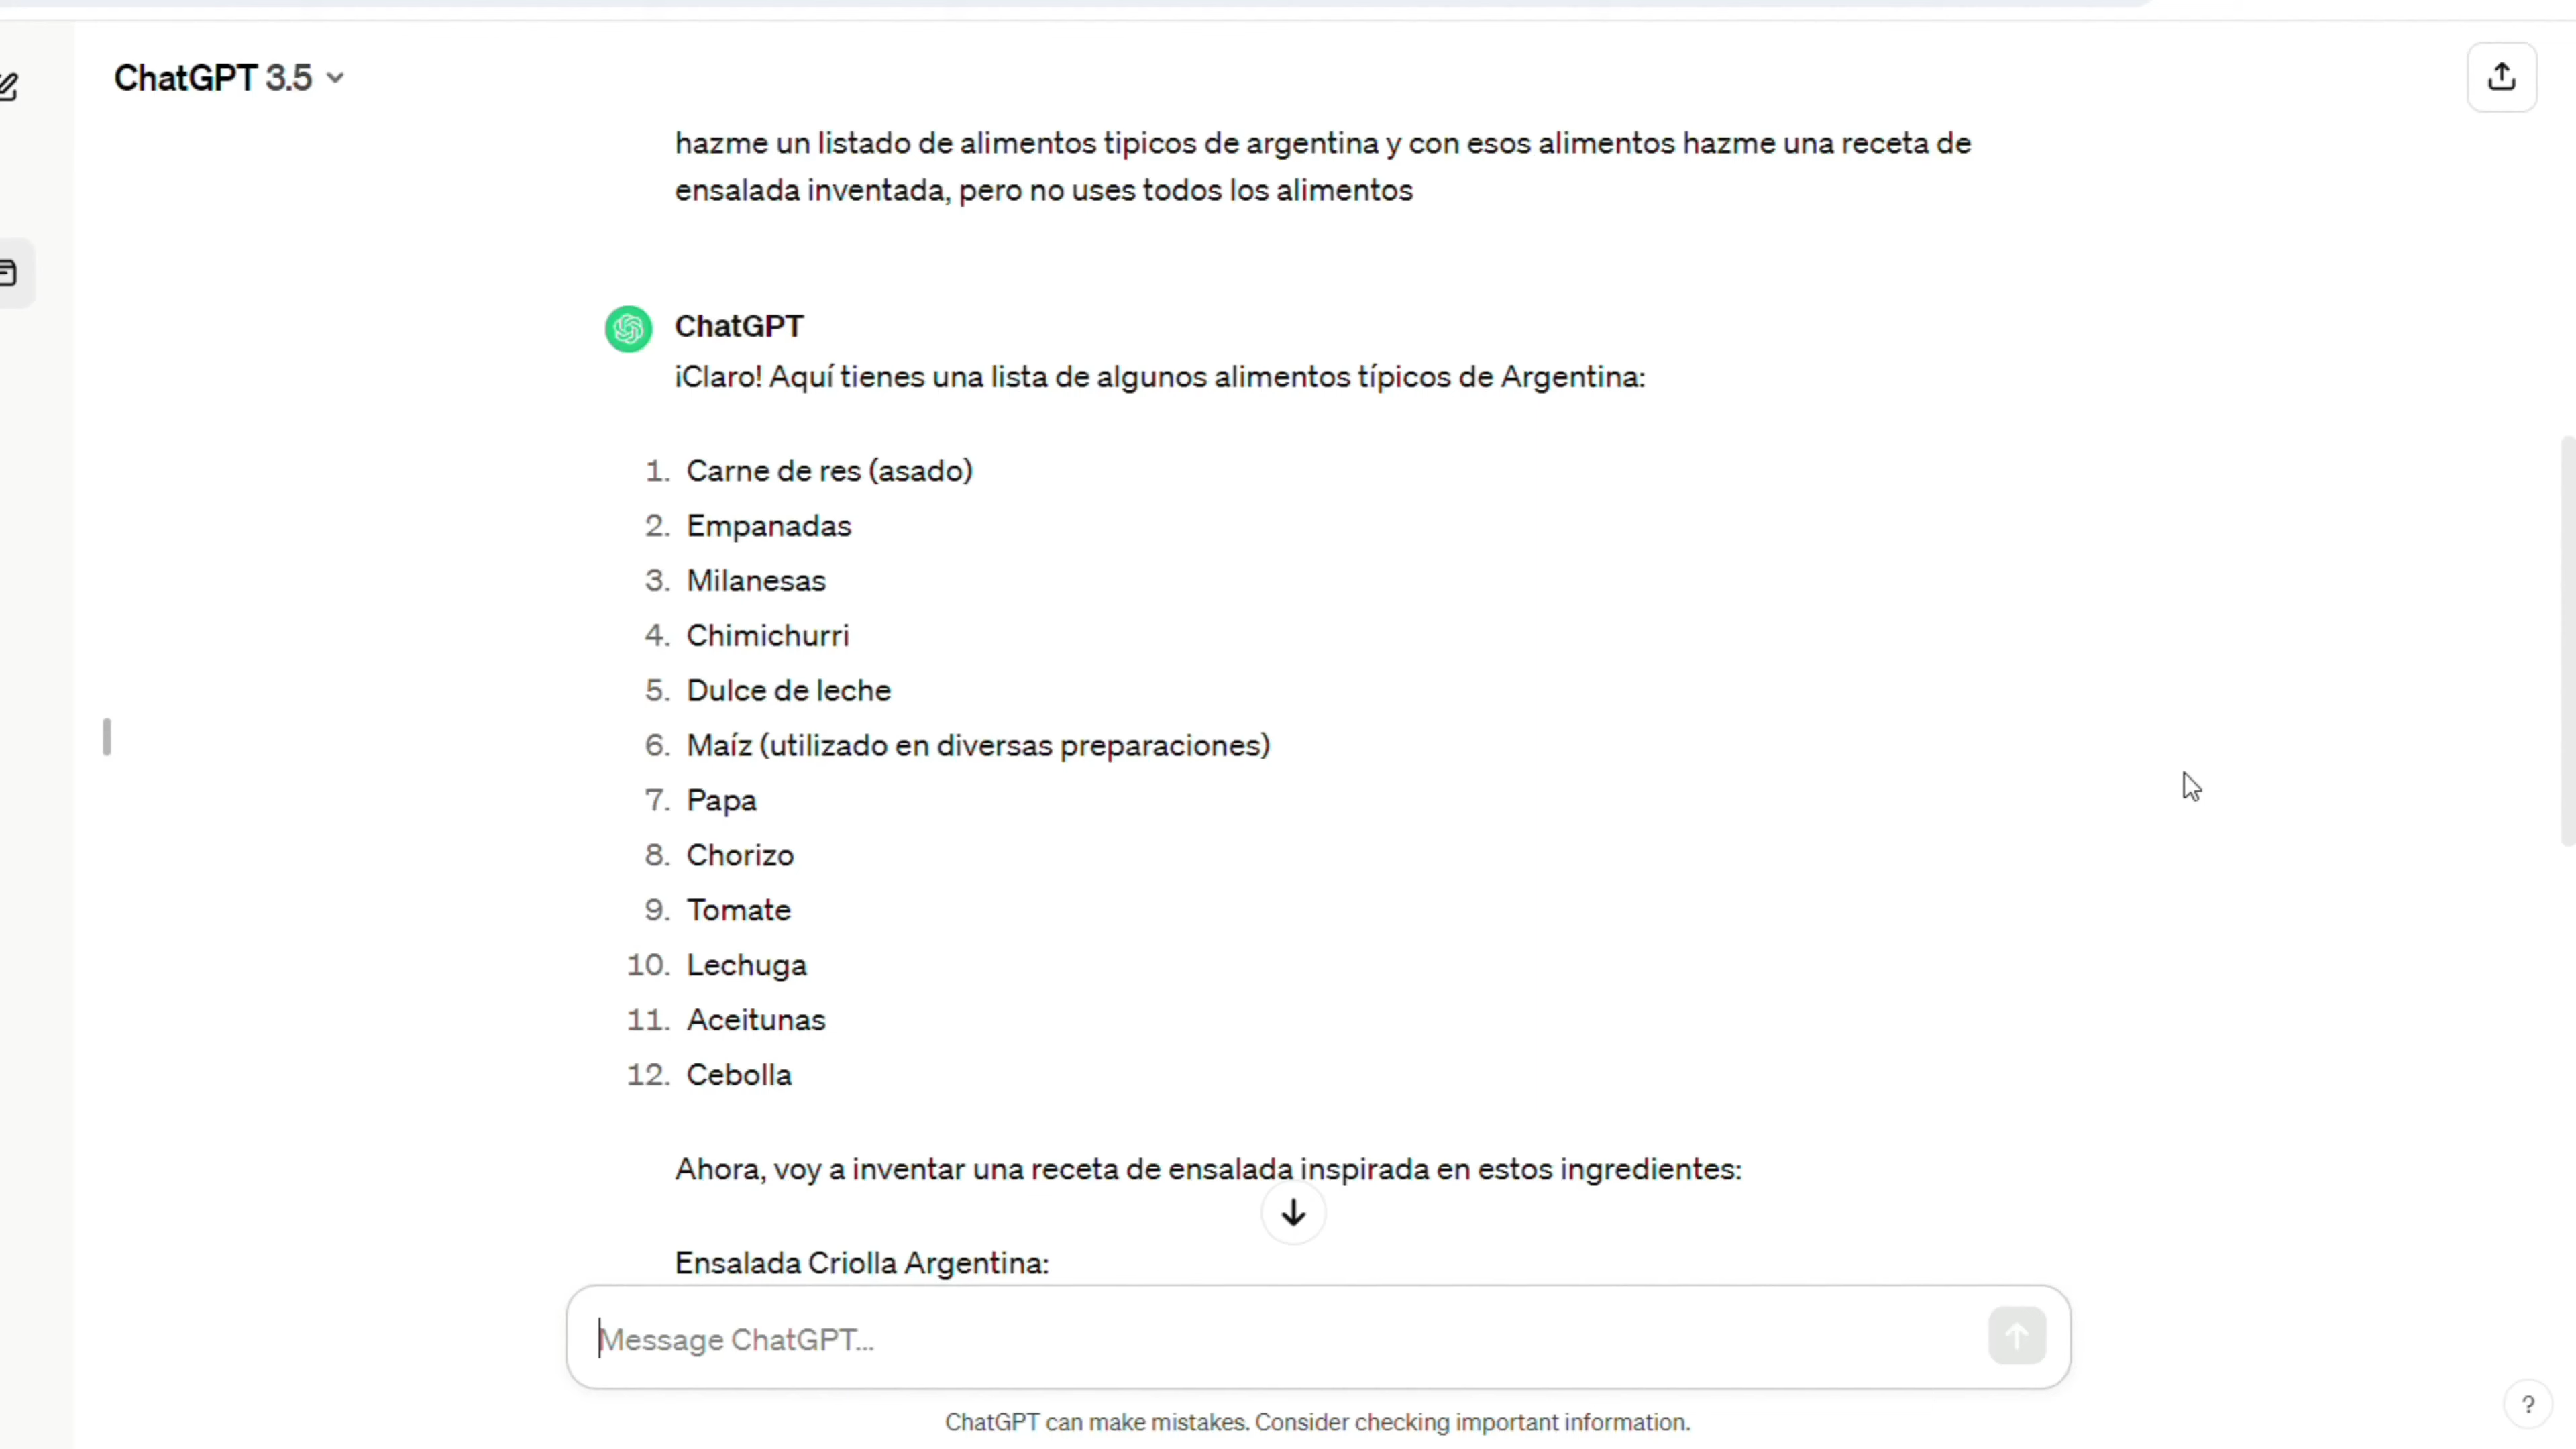 ChatGPT 3.5
hazme un listado de alimentos tipicos de argentina y con esos alimentos hazme una receta de
ensalada inventada, pero no uses todos los alimentos
ChatGPT
¡Claro! Aquí tienes una lista de algunos alimentos típicos de Argentina:
1. Carne de res (asado)
2. Empanadas
3. Milanesas
4. Chimichurri
5. Dulce de leche
6. Maíz (utilizado en diversas preparaciones)
7. Papa
8. Chorizo
9. Tomate
10. Lechuga
11. Aceitunas
12. Cebolla
Ahora, voy a inventar una receta de ensalada inspirada en estos ingredientes:
Ensalada Criolla Argentina:
Message ChatGPT...
ChatGPT can make mistakes. Consider checking important information.
?